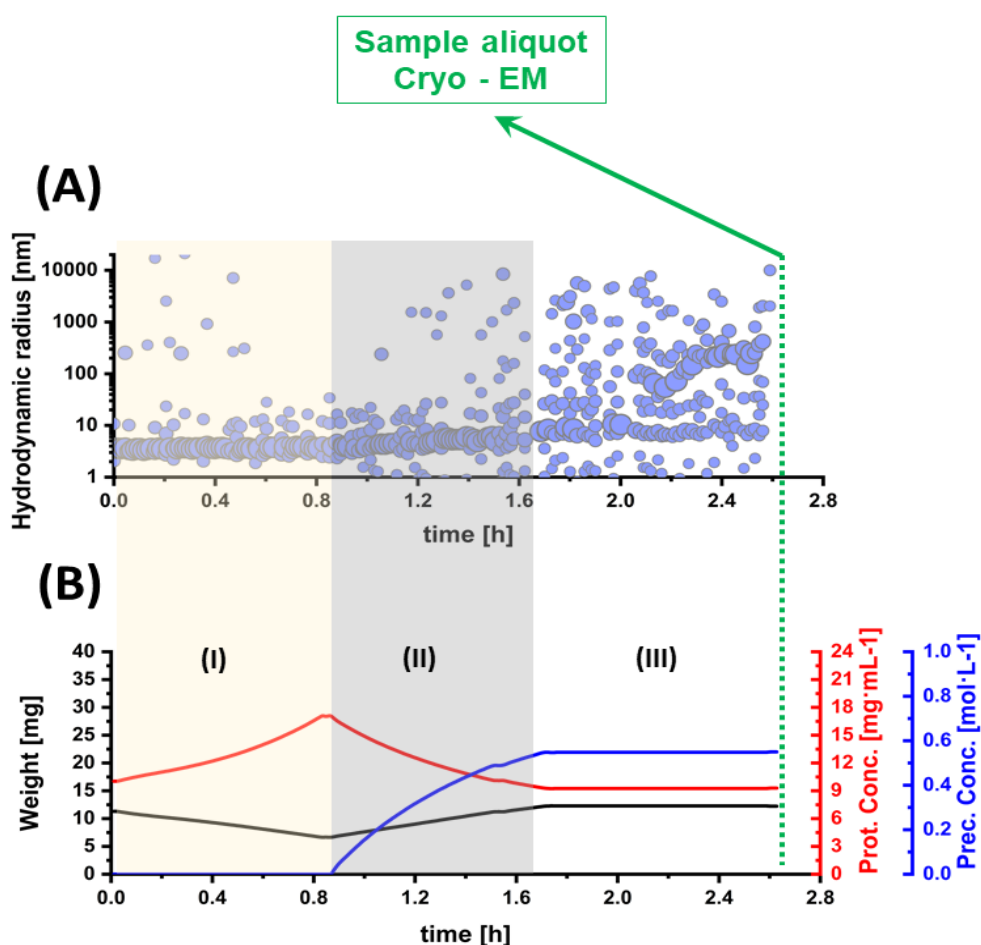 Sample aliquot
Cryo - EM
(A)
Hydrodynamic radius [nm]
10000
1000
100
10
1
0.0 0.4 0.8 1.2 1.6 2.0 2.4 2.8
time [h]
(B)
(I) (II) (III)
Weight [mg]
40
35
30
25
20
15
10
5
0
0.0 0.4 0.8 1.2 1.6 2.0 2.4 2.8
time [h]
24
21
18
15
12
9
6
3
0
Prot. Conc. [mg·mL-1]
1.0
0.8
0.6
0.4
0.2
0.0
Prec. Conc. [mol·L-1]